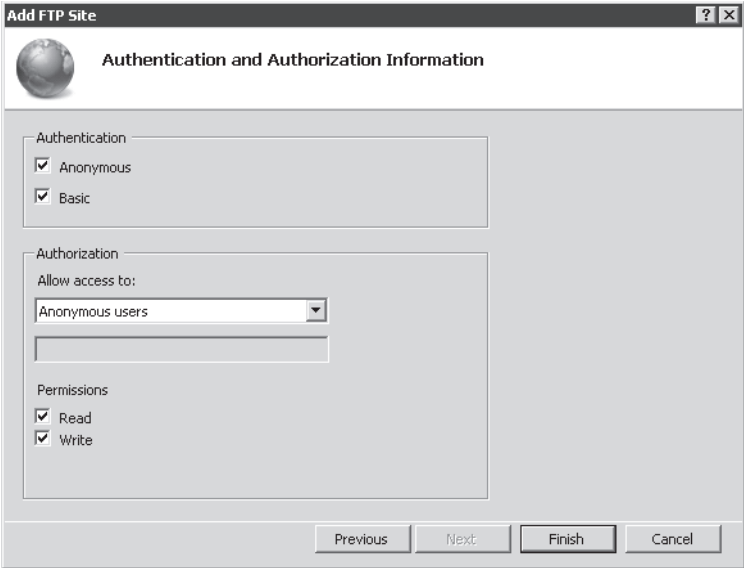 Add FTP Site
Authentication and Authorization Information
Authentication
Anonymous
Basic
Authorization
Allow access to:
Anonymous users
Permissions
Read
Write
Previous Next Finish Cancel